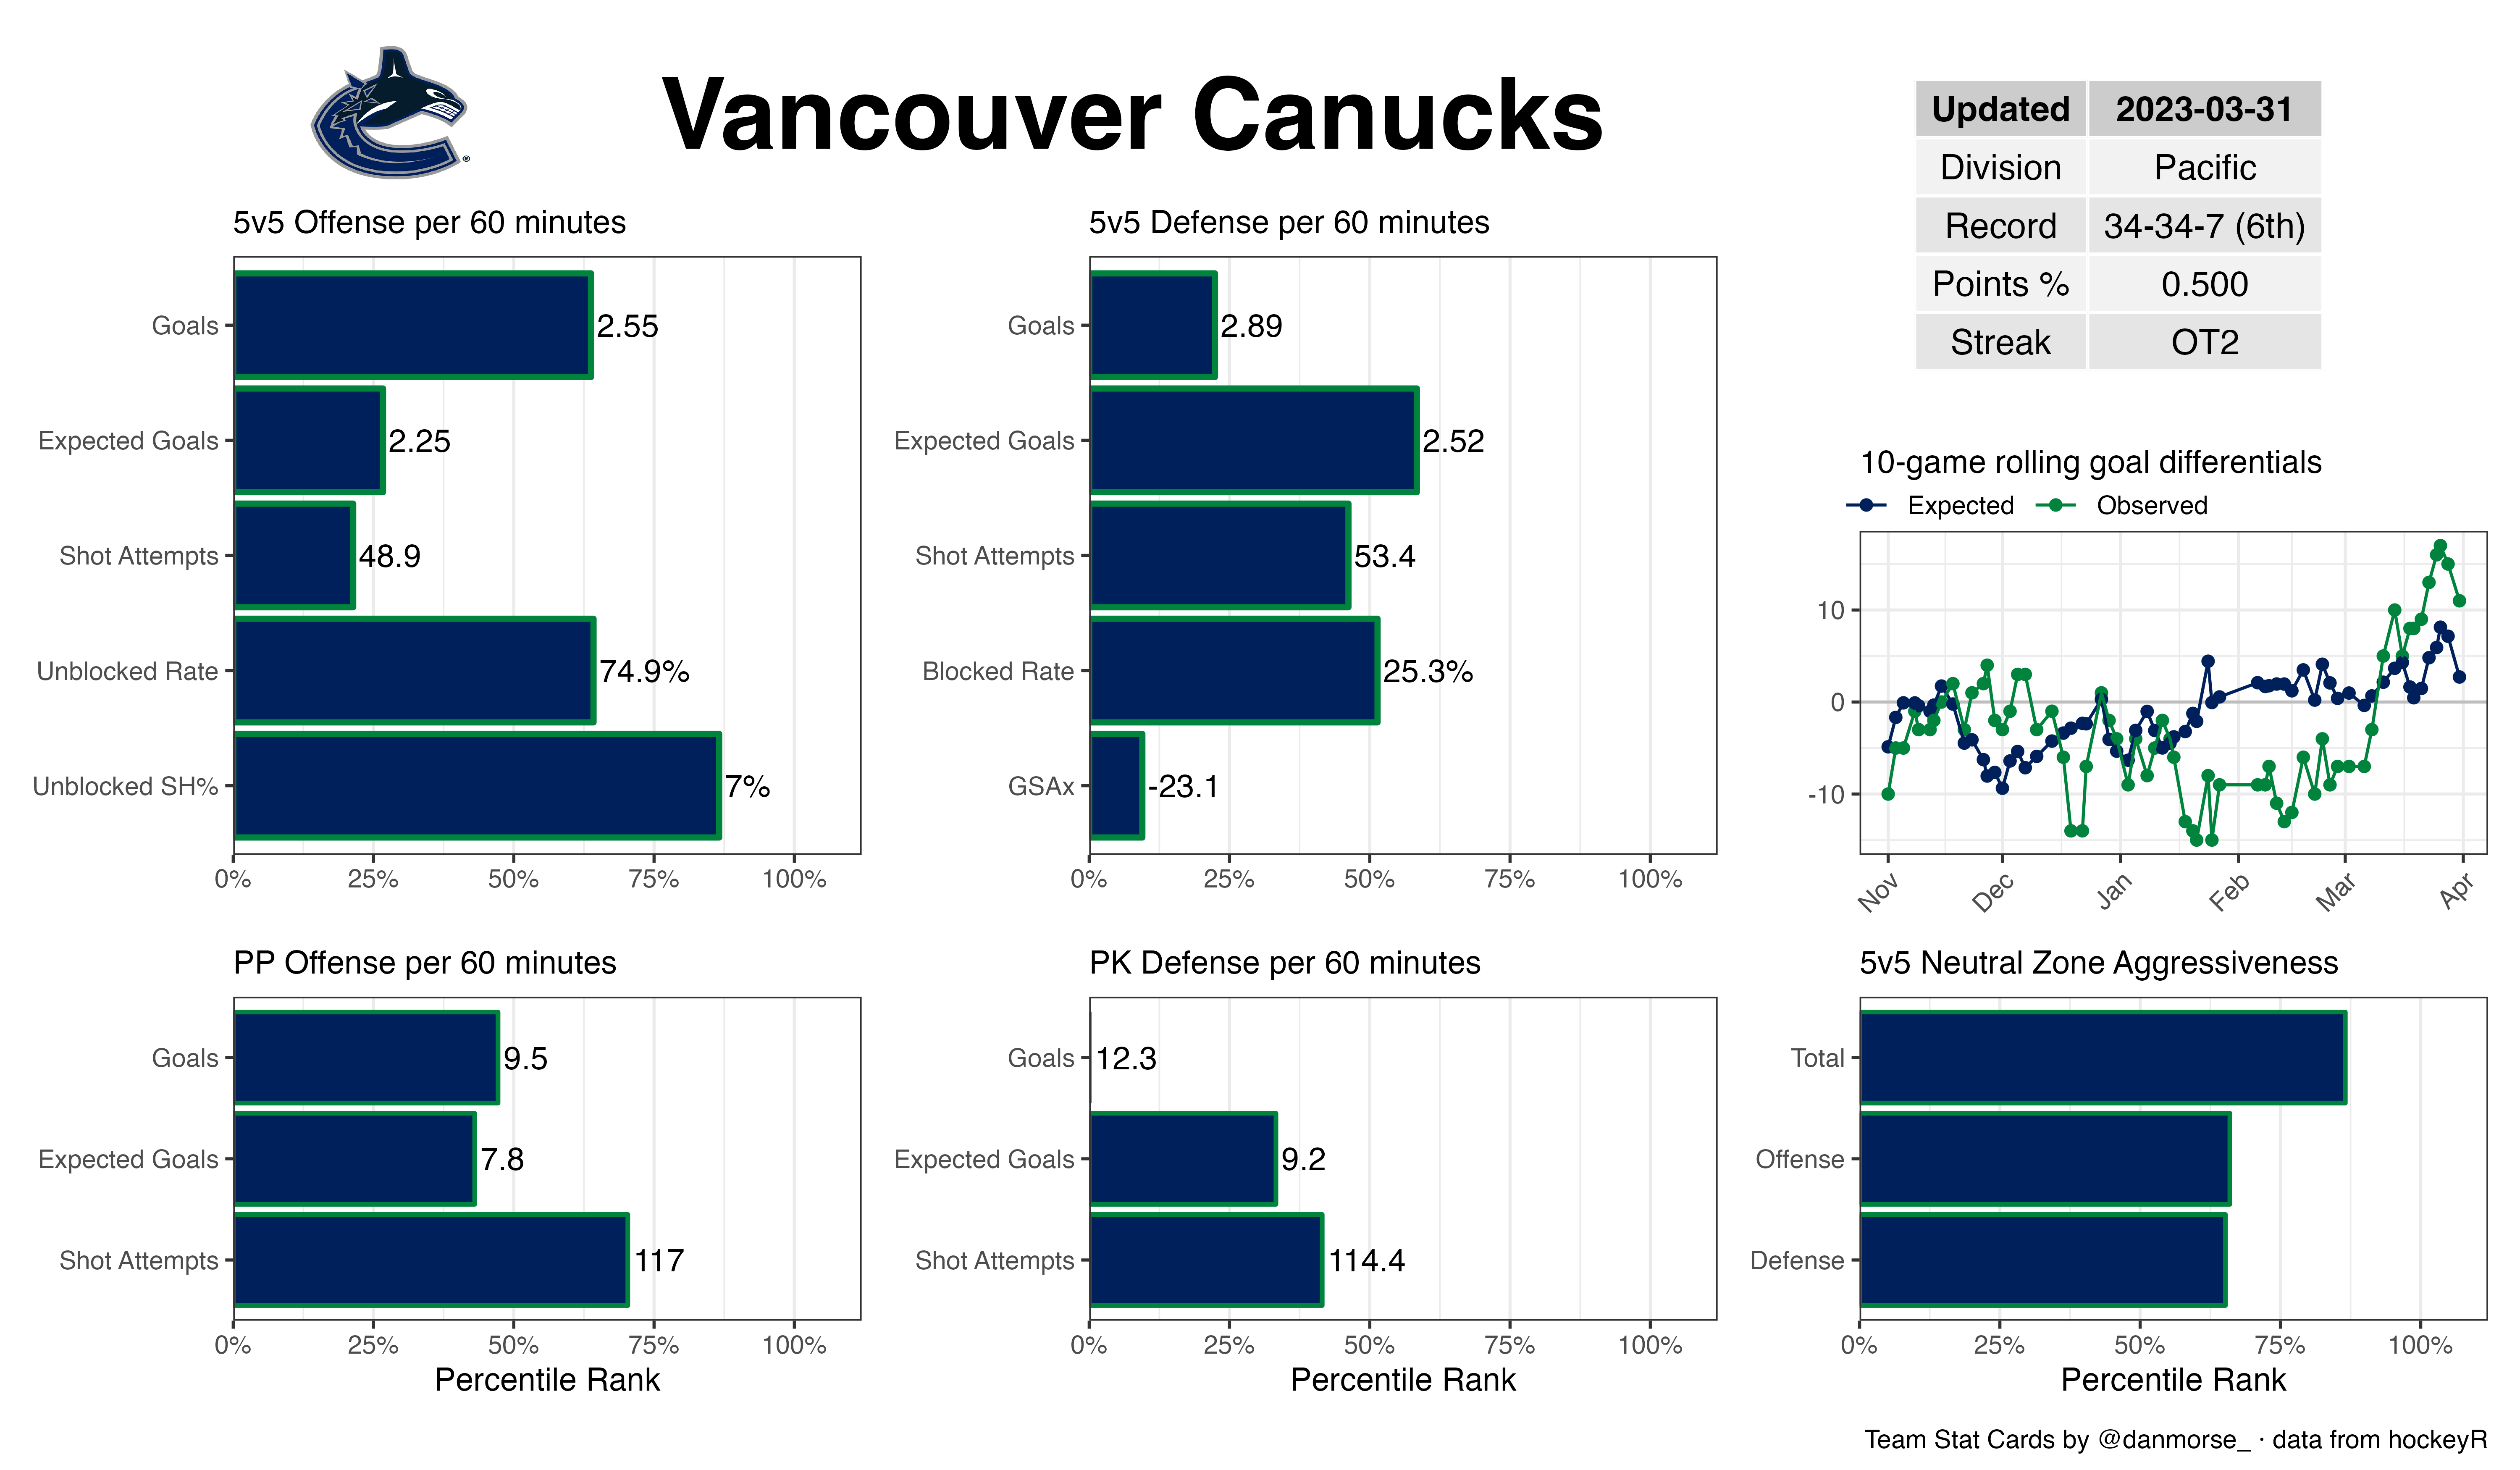 Vancouver Canucks
Updated 2023-03-31
Division Pacific
Record 34-34-7 (6th)
Points % 0.500
Streak OT2
5v5 Offense per 60 minutes
Goals 2.55
Expected Goals 2.25
Shot Attempts 48.9
Unblocked Rate 74.9%
Unblocked SH% 7%
0% 25% 50% 75% 100%
5v5 Defense per 60 minutes
Goals 2.89
Expected Goals 2.52
Shot Attempts 53.4
Blocked Rate 25.3%
GSAx -23.1
0% 25% 50% 75% 100%
10-game rolling goal differentials
Expected Observed
10
0
-10
Nov Dec Jan Feb Mar Apr
PP Offense per 60 minutes
Goals 9.5
Expected Goals 7.8
Shot Attempts 117
0% 25% 50% 75% 100%
Percentile Rank
PK Defense per 60 minutes
Goals 12.3
Expected Goals 9.2
Shot Attempts 114.4
0% 25% 50% 75% 100%
Percentile Rank
5v5 Neutral Zone Aggressiveness
Total
Offense
Defense
0% 25% 50% 75% 100%
Percentile Rank
Team Stat Cards by @danmorse_ · data from hockeyR